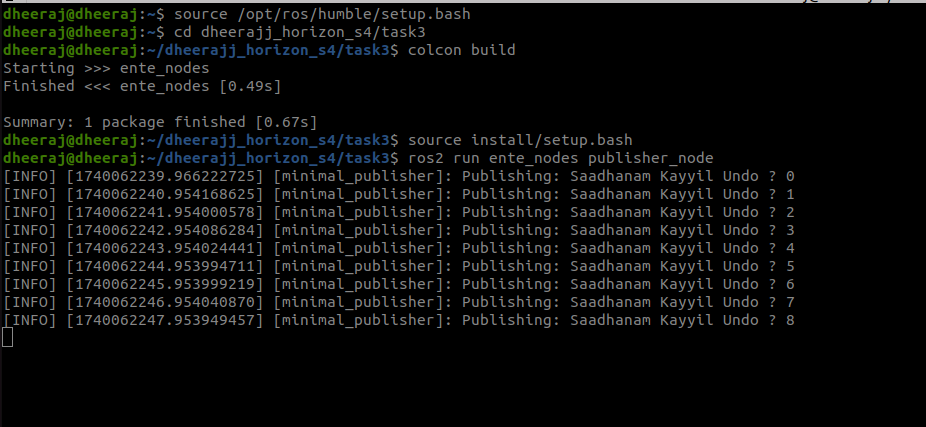 dheeraj@dheeraj:~$ source /opt/ros/humble/setup.bash
dheeraj@dheeraj:~$ cd dheerajj_horizon_s4/task3
dheeraj@dheeraj:~/dheerajj_horizon_s4/task3$ colcon build
Starting >>> ente_nodes
Finished <<< ente_nodes [0.49s]

Summary: 1 package finished [0.67s]
dheeraj@dheeraj:~/dheerajj_horizon_s4/task3$ source install/setup.bash
dheeraj@dheeraj:~/dheerajj_horizon_s4/task3$ ros2 run ente_nodes publisher_node
[INFO] [1740062239.966222725] [minimal_publisher]: Publishing: Saadhanam Kayyil Undo ? 0
[INFO] [1740062240.954168625] [minimal_publisher]: Publishing: Saadhanam Kayyil Undo ? 1
[INFO] [1740062241.954000578] [minimal_publisher]: Publishing: Saadhanam Kayyil Undo ? 2
[INFO] [1740062242.954086284] [minimal_publisher]: Publishing: Saadhanam Kayyil Undo ? 3
[INFO] [1740062243.954024441] [minimal_publisher]: Publishing: Saadhanam Kayyil Undo ? 4
[INFO] [1740062244.953994711] [minimal_publisher]: Publishing: Saadhanam Kayyil Undo ? 5
[INFO] [1740062245.953999219] [minimal_publisher]: Publishing: Saadhanam Kayyil Undo ? 6
[INFO] [1740062246.954040870] [minimal_publisher]: Publishing: Saadhanam Kayyil Undo ? 7
[INFO] [1740062247.953949457] [minimal_publisher]: Publishing: Saadhanam Kayyil Undo ? 8